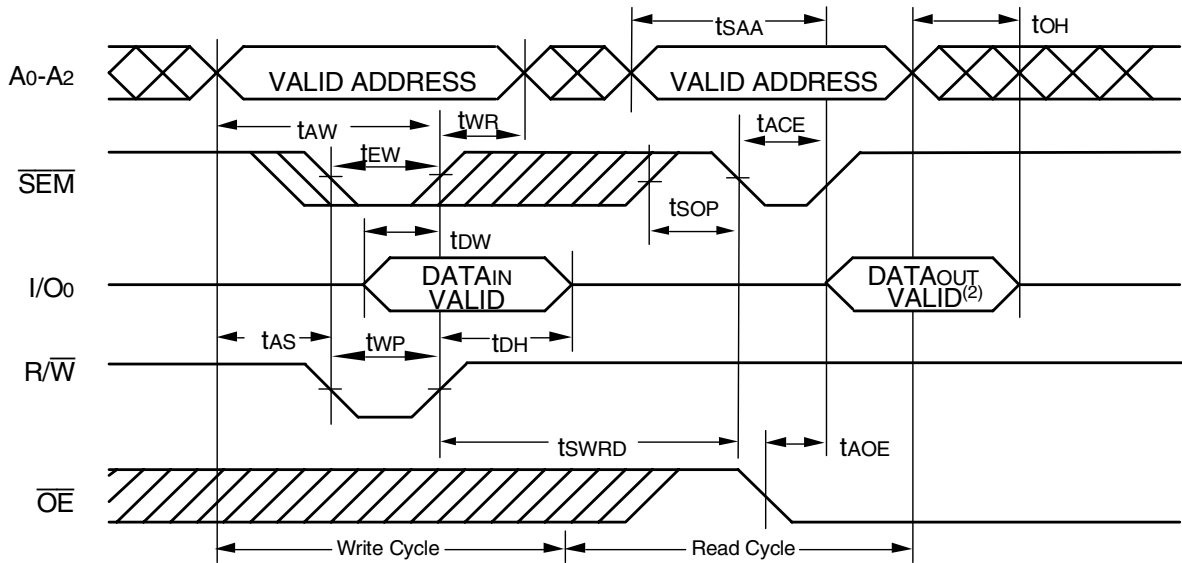 tSAA
tOH
A0-A2
VALID ADDRESS
VALID ADDRESS
tAW
tWR
tACE
tEW
SEM
tSOP
tDW
I/O0
DATAIN
VALID
DATAOUT
VALID(2)
tAS
tWP
tDH
R/W
tSWRD
tAOE
OE
Write Cycle
Read Cycle